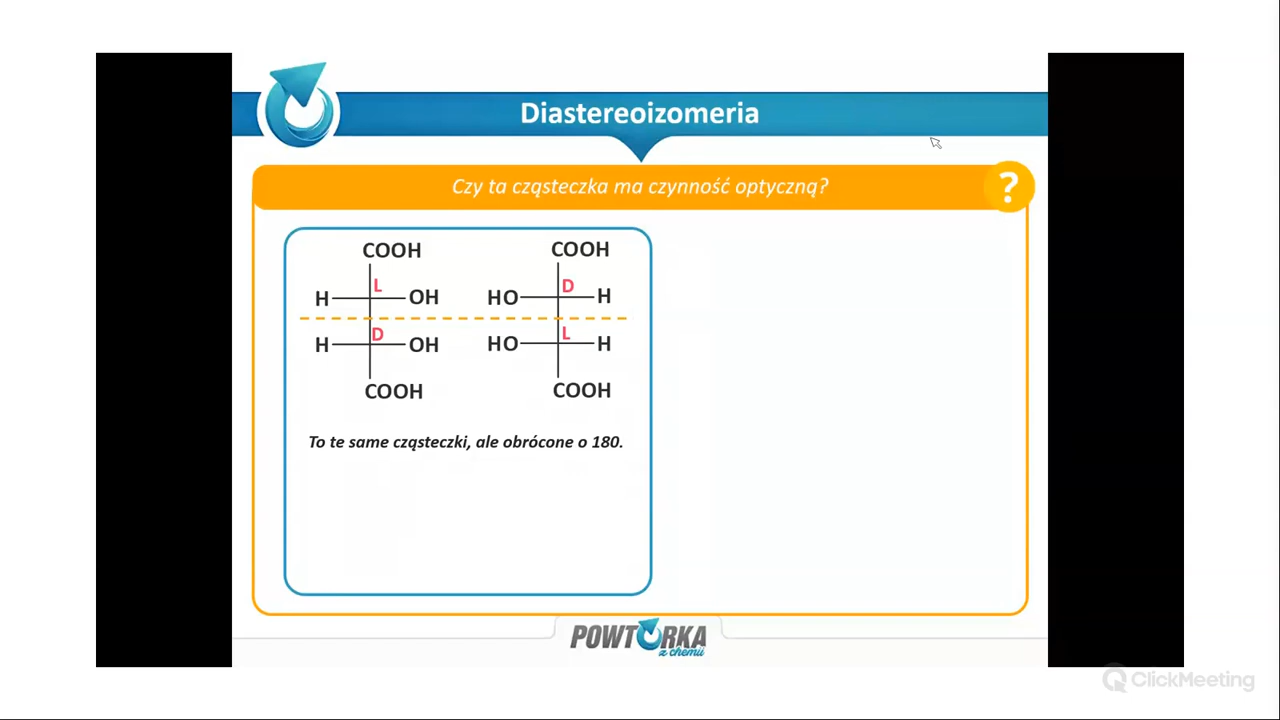 Diastereoizomeria
Czy ta cząsteczka ma czynność optyczną?
?
COOH COOH
L D
H OH HO H
D L
H OH HO H
COOH COOH
To te same cząsteczki, ale obrócone o 180.
POWTÓRKA
z chemii
ClickMeeting